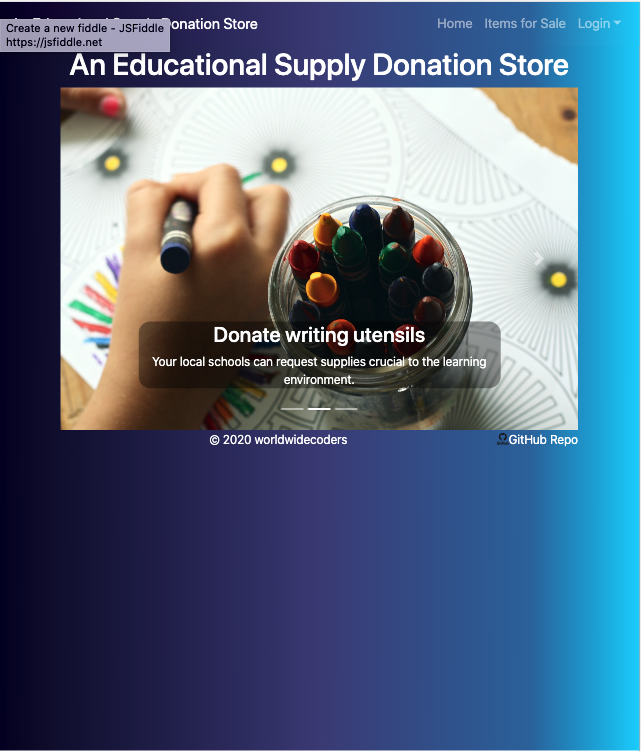 Create a new fiddle - JSFiddle
https://jsfiddle.net
Donation Store
Home Items for Sale Login
An Educational Supply Donation Store
Donate writing utensils
Your local schools can request supplies crucial to the learning
environment.
© 2020 worldwidecoders
GitHub Repo